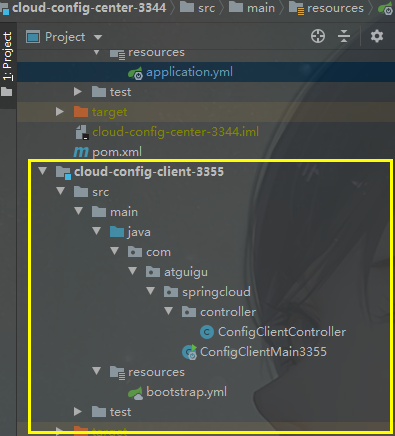 cloud-config-center-3344 src main resources
1: Project
Project
resources
application.yml
test
target
cloud-config-center-3344.iml
pom.xml
cloud-config-client-3355
src
main
java
com
atguigu
springcloud
controller
ConfigClientController
ConfigClientMain3355
resources
bootstrap.yml
test
target